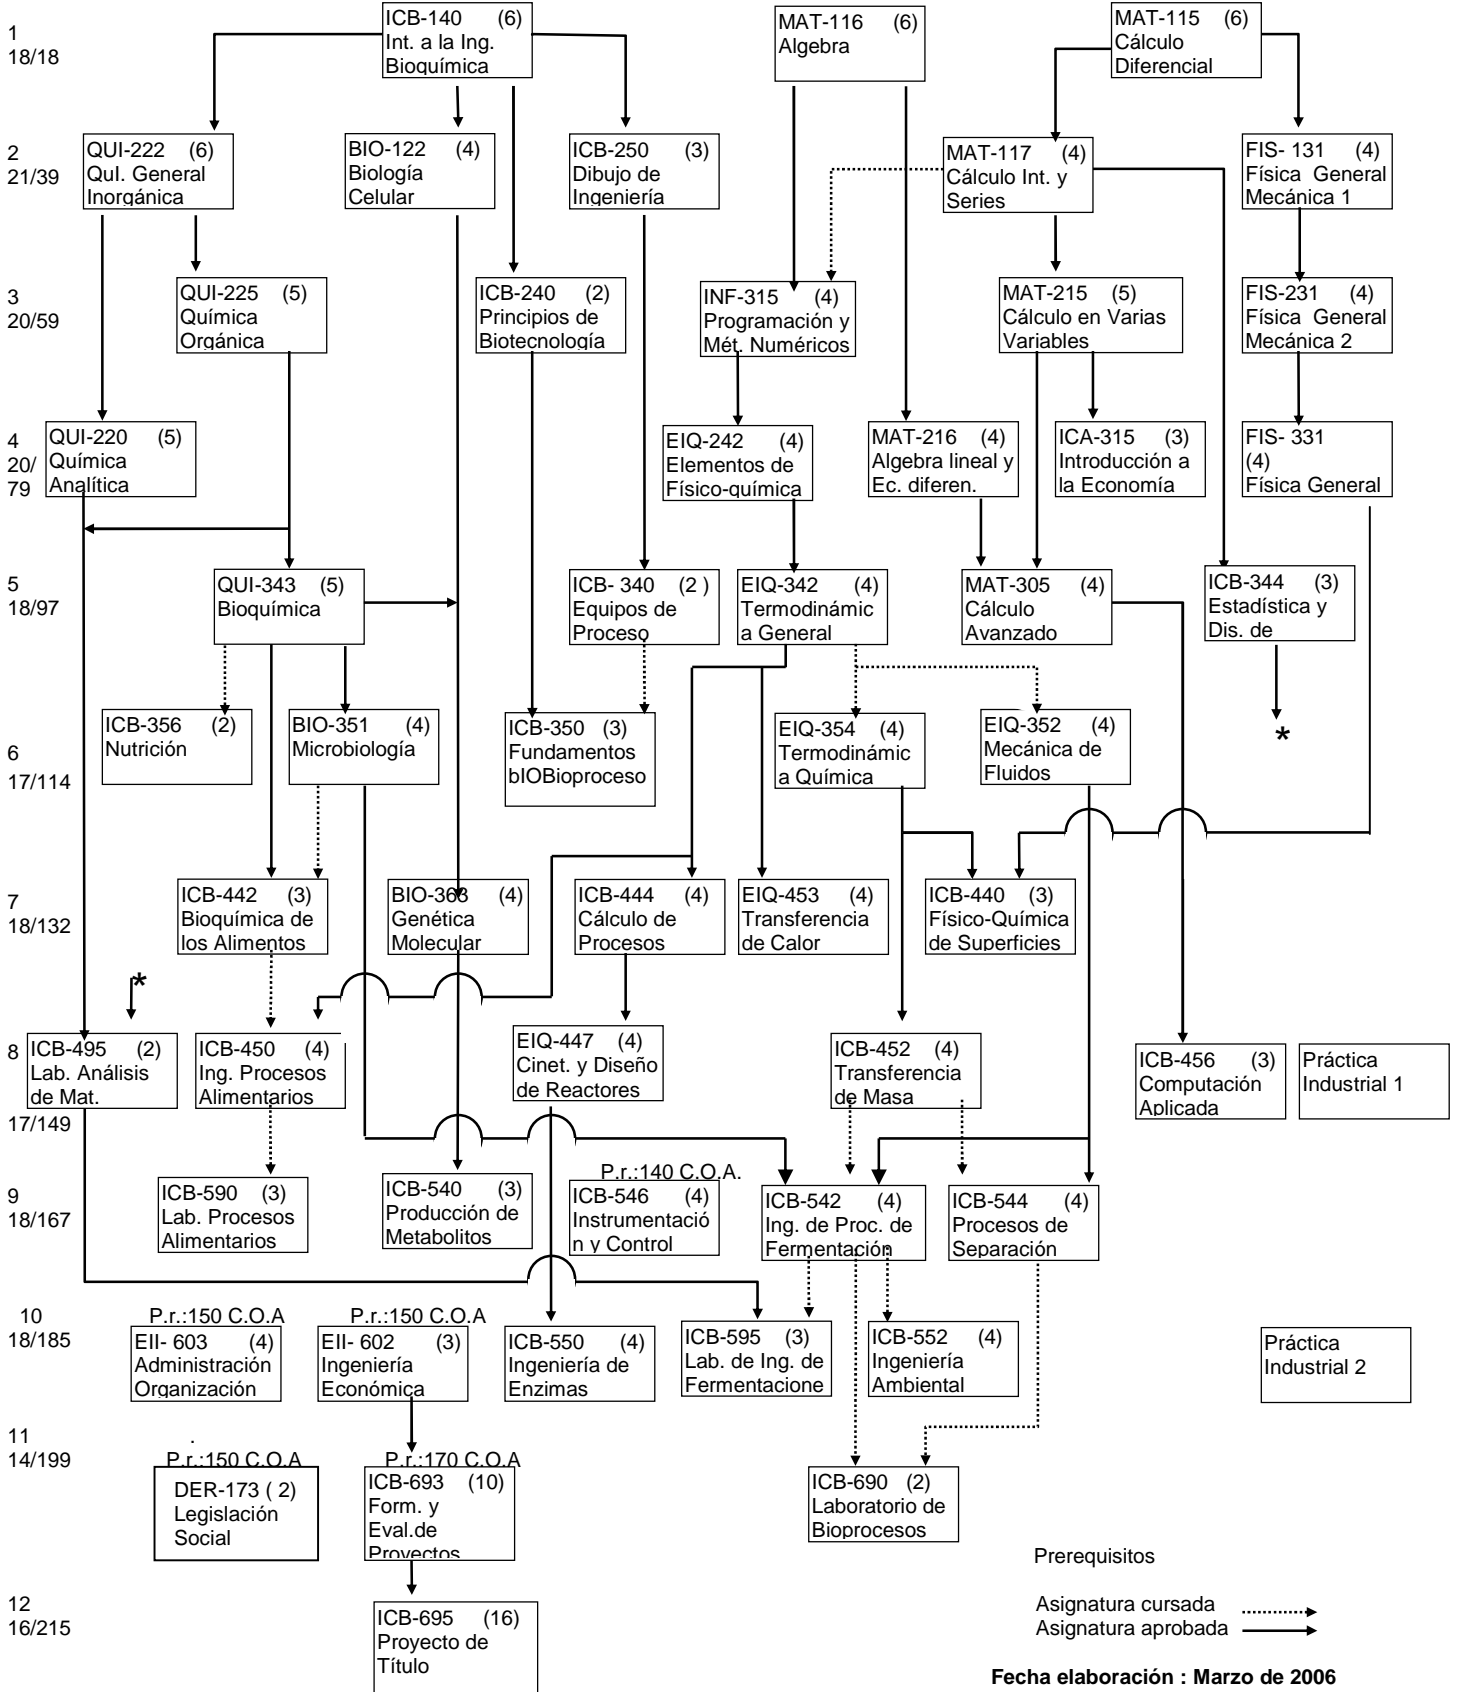 1
18/18
ICB-140 (6)
Int. a la Ing.
Bioquímica
MAT-116 (6)
Algebra
MAT-115 (6)
Cálculo
Diferencial
2
21/39
QUI-222 (6)
Qul. General
Inorgánica
BIO-122 (4)
Biología
Celular
ICB-250 (3)
Dibujo de
Ingeniería
MAT-117 (4)
Cálculo Int. y
Series
FIS- 131 (4)
Física General
Mecánica 1
3
20/59
QUI-225 (5)
Química
Orgánica
ICB-240 (2)
Principios de
Biotecnología
INF-315 (4)
Programación y
Mét. Numéricos
MAT-215 (5)
Cálculo en Varias
Variables
FIS-231 (4)
Física General
Mecánica 2
4
20/
79
QUI-220 (5)
Química
Analítica
EIQ-242 (4)
Elementos de
Físico-química
MAT-216 (4)
Algebra lineal y
Ec. diferen.
ICA-315 (3)
Introducción a
la Economía
FIS- 331
(4)
Física General
5
18/97
QUI-343 (5)
Bioquímica
ICB- 340 (2 )
Equipos de
Proceso
EIQ-342 (4)
Termodinámic
a General
MAT-305 (4)
Cálculo
Avanzado
ICB-344 (3)
Estadística y
Dis. de
6
17/114
ICB-356 (2)
Nutrición
BIO-351 (4)
Microbiología
ICB-350 (3)
Fundamentos
bIOBioproceso
EIQ-354 (4)
Termodinámic
a Química
EIQ-352 (4)
Mecánica de
Fluidos
*
7
18/132
ICB-442 (3)
Bioquímica de
los Alimentos
BIO-363 (4)
Genética
Molecular
ICB-444 (4)
Cálculo de
Procesos
EIQ-453 (4)
Transferencia
de Calor
ICB-440 (3)
Físico-Química
de Superficies
*
8
17/149
ICB-495 (2)
Lab. Análisis
de Mat.
ICB-450 (4)
Ing. Procesos
Alimentarios
EIQ-447 (4)
Cinet. y Diseño
de Reactores
ICB-452 (4)
Transferencia
de Masa
ICB-456 (3)
Computación
Aplicada
Práctica
Industrial 1
9
18/167
ICB-590 (3)
Lab. Procesos
Alimentarios
ICB-540 (3)
Producción de
Metabolitos
P.r.:140 C.O.A.
ICB-546 (4)
Instrumentació
n y Control
ICB-542 (4)
Ing. de Proc. de
Fermentación
ICB-544 (4)
Procesos de
Separación
10
18/185
P.r.:150 C.O.A
EII- 603 (4)
Administración
Organización
P.r.:150 C.O.A
EII- 602 (3)
Ingeniería
Económica
ICB-550 (4)
Ingeniería de
Enzimas
ICB-595 (3)
Lab. de Ing. de
Fermentacione
ICB-552 (4)
Ingeniería
Ambiental
Práctica
Industrial 2
11
14/199
.
P.r.:150 C.O.A
DER-173 ( 2)
Legislación
Social
P.r.:170 C.O.A
ICB-693 (10)
Form. y
Eval.de
Proyectos
ICB-690 (2)
Laboratorio de
Bioprocesos
12
16/215
ICB-695 (16)
Proyecto de
Título
Prerequisitos
Asignatura cursada
Asignatura aprobada
Fecha elaboración : Marzo de 2006